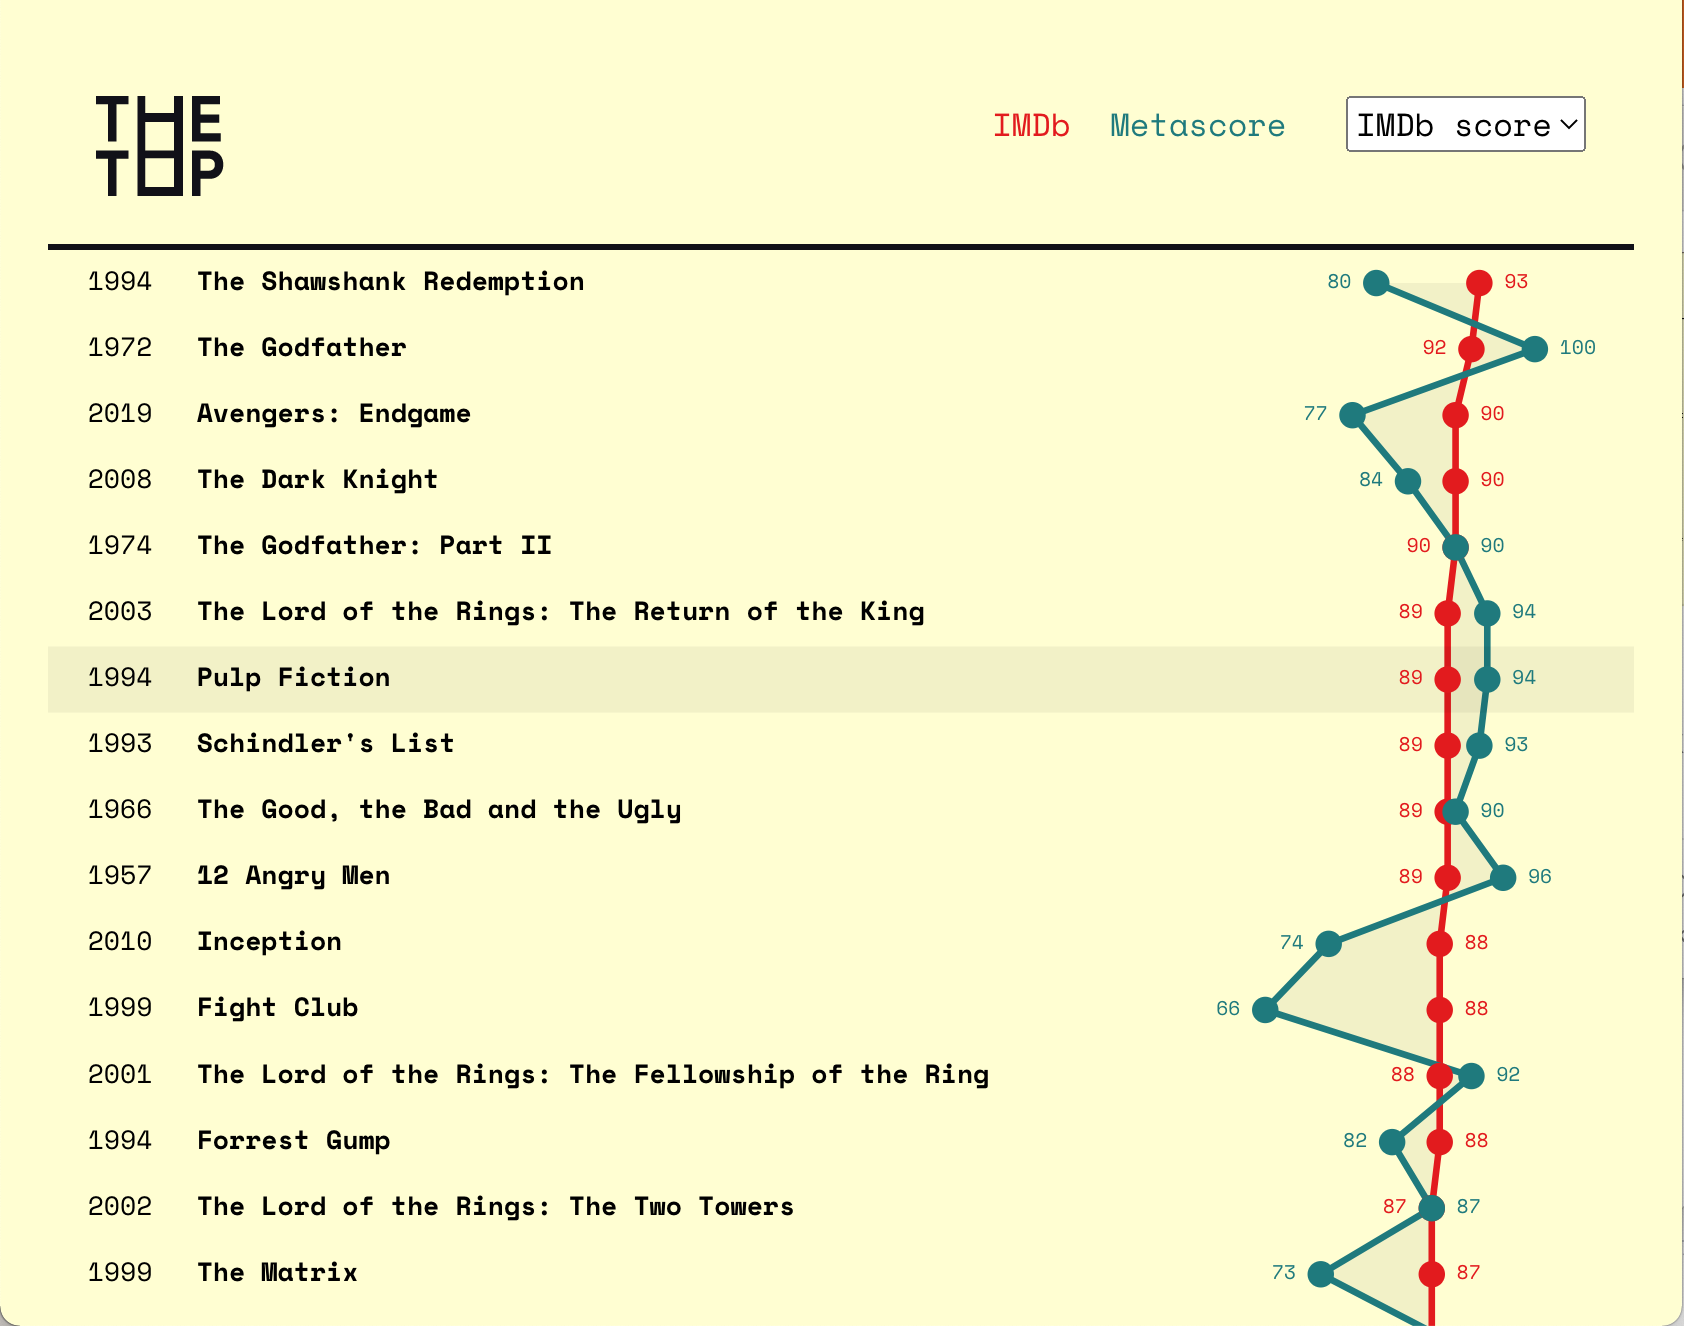 THE
TOP
IMDb Metascore IMDb score
1994 The Shawshank Redemption 80 93
1972 The Godfather 92 100
2019 Avengers: Endgame 77 90
2008 The Dark Knight 84 90
1974 The Godfather: Part II 90 90
2003 The Lord of the Rings: The Return of the King 89 94
1994 Pulp Fiction 89 94
1993 Schindler's List 89 93
1966 The Good, the Bad and the Ugly 89 90
1957 12 Angry Men 89 96
2010 Inception 74 88
1999 Fight Club 66 88
2001 The Lord of the Rings: The Fellowship of the Ring 88 92
1994 Forrest Gump 82 88
2002 The Lord of the Rings: The Two Towers 87 87
1999 The Matrix 73 87